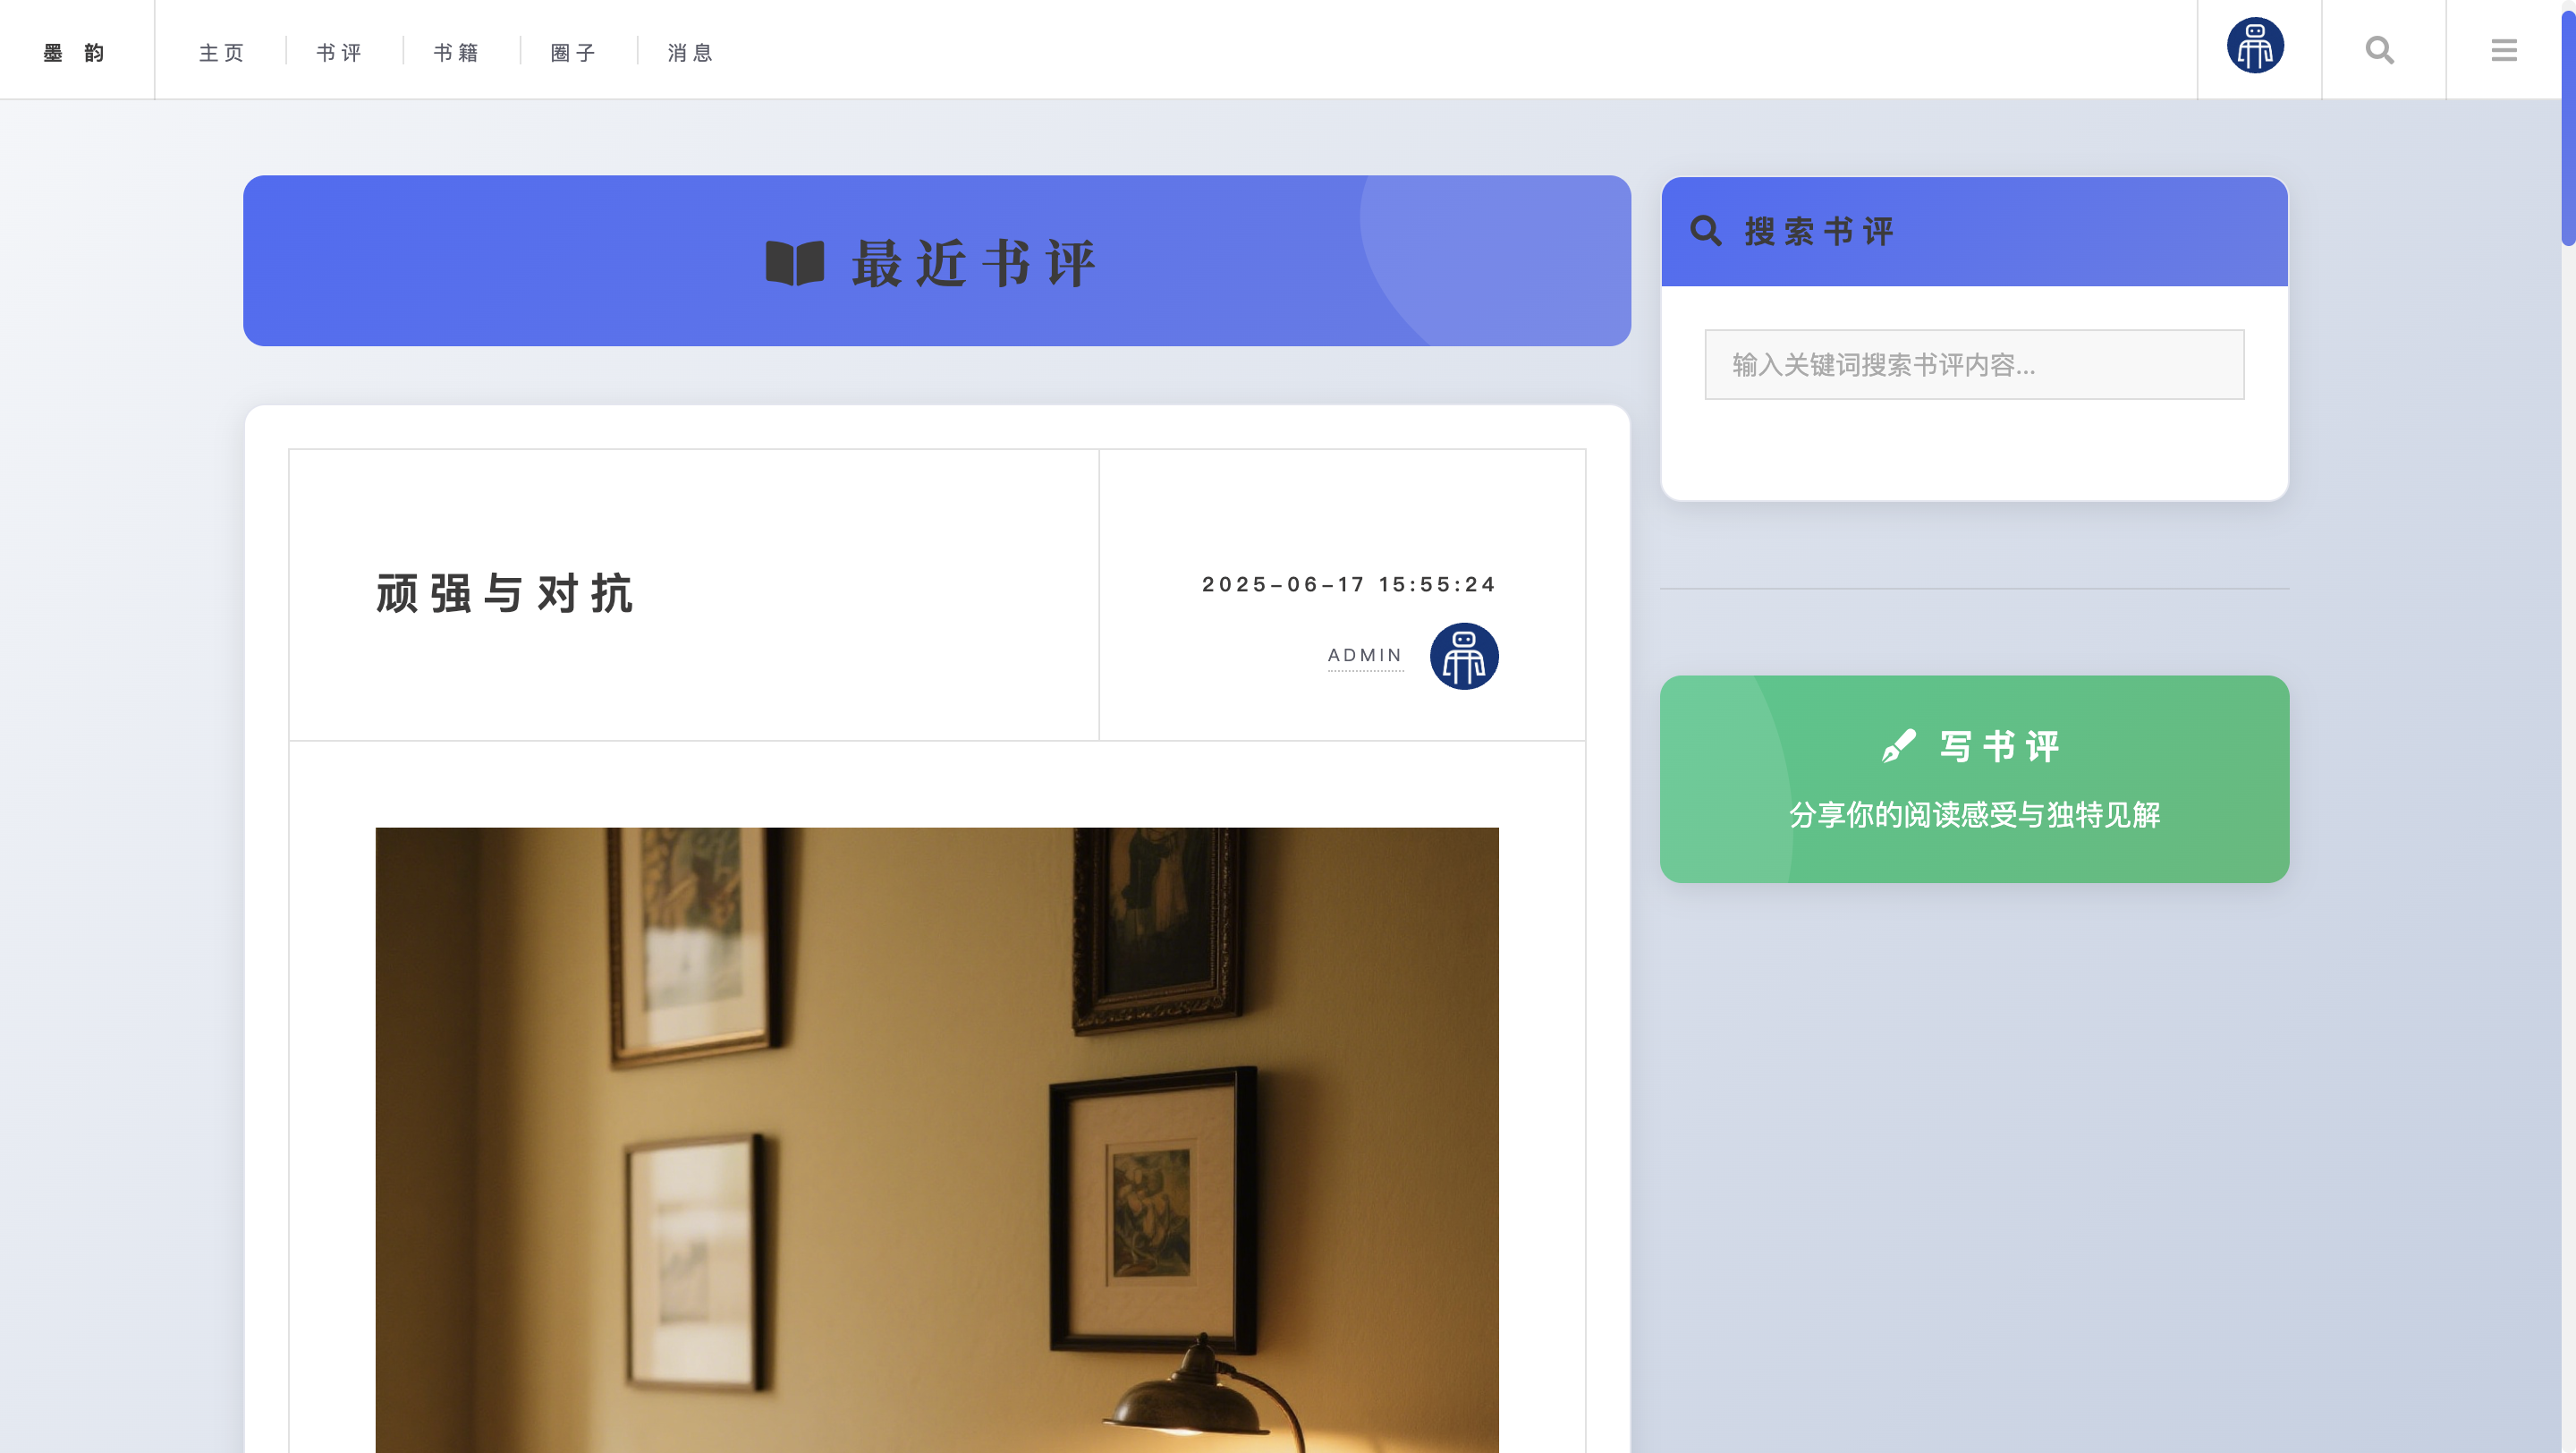 墨 韵
主页
书评
书籍
圈子
消息
最近书评
搜索书评
输入关键词搜索书评内容...
顽强与对抗
2025-06-17 15:55:24
ADMIN
写书评
分享你的阅读感受与独特见解